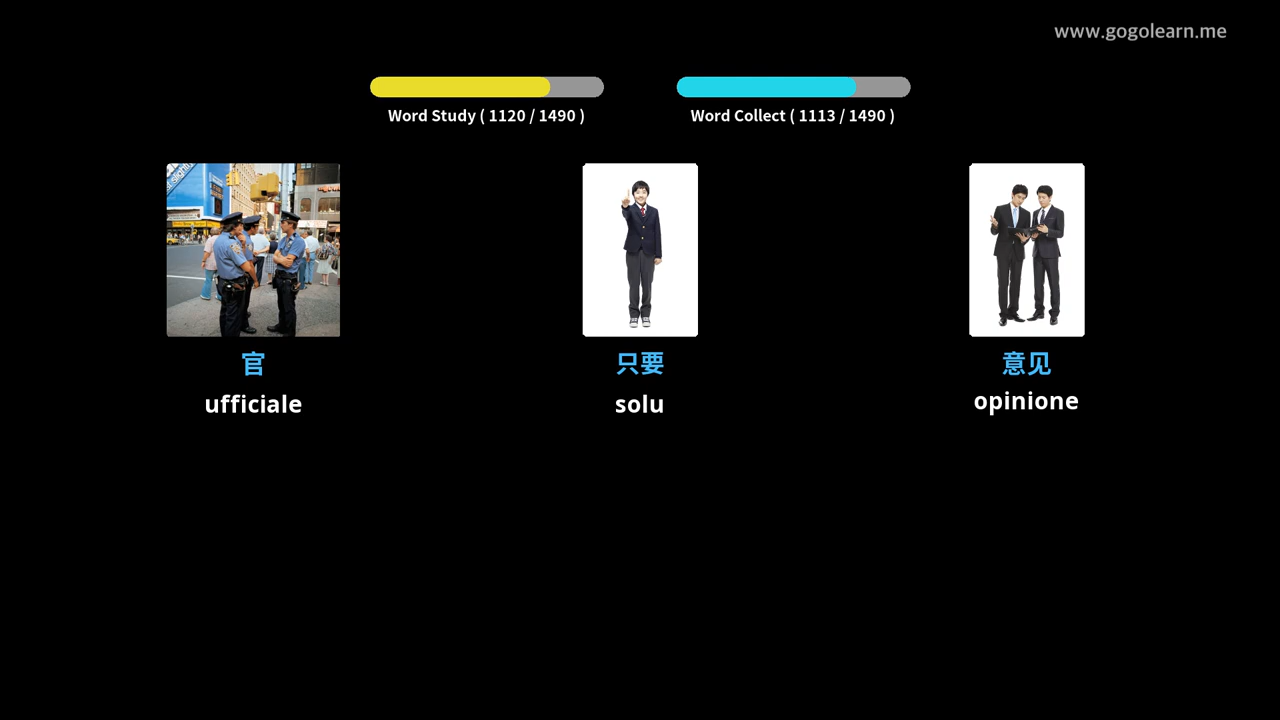 www.gogolearn.me
Word Study ( 1120 / 1490 )
Word Collect ( 1113 / 1490 )
官
只要
意见
ufficiale
solu
opinione